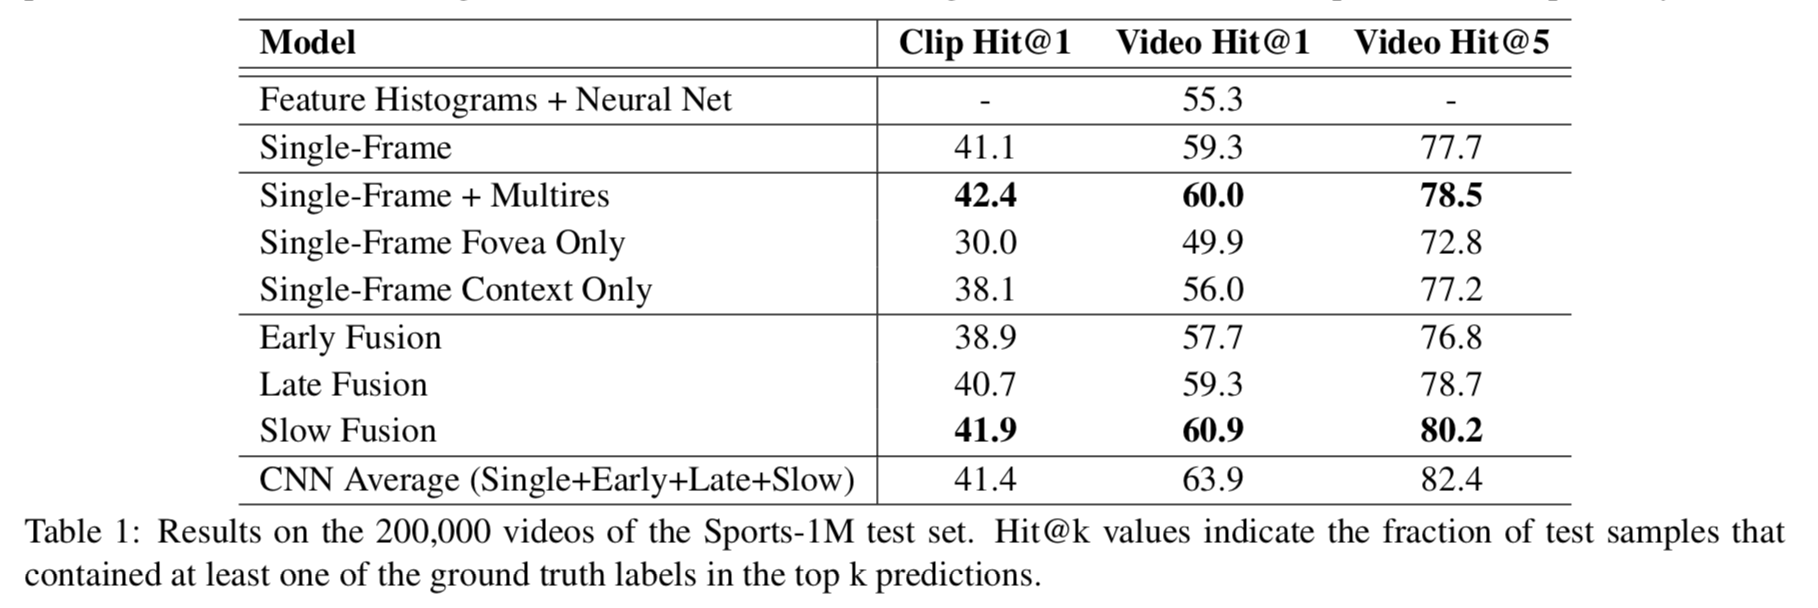 Model Clip Hit@1 Video Hit@1 Video Hit@5
Feature Histograms + Neural Net - 55.3 -
Single-Frame 41.1 59.3 77.7
Single-Frame + Multires 42.4 60.0 78.5
Single-Frame Fovea Only 30.0 49.9 72.8
Single-Frame Context Only 38.1 56.0 77.2
Early Fusion 38.9 57.7 76.8
Late Fusion 40.7 59.3 78.7
Slow Fusion 41.9 60.9 80.2
CNN Average (Single+Early+Late+Slow) 41.4 63.9 82.4
Table 1: Results on the 200,000 videos of the Sports-1M test set. Hit@k values indicate the fraction of test samples that
contained at least one of the ground truth labels in the top k predictions.